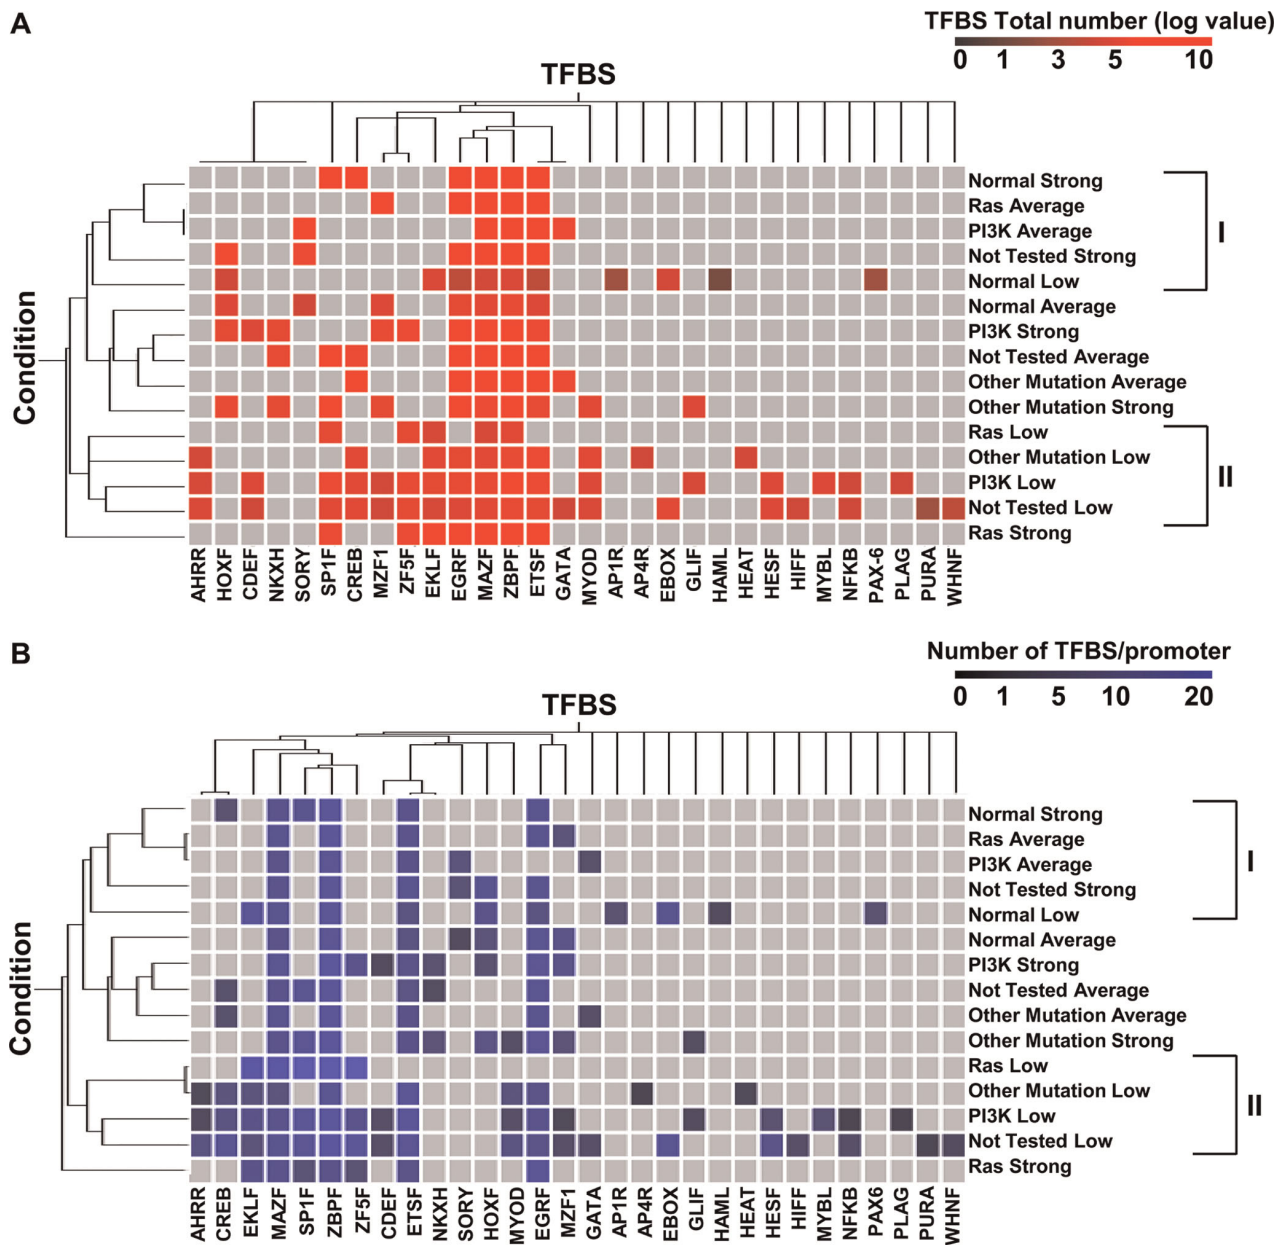 A
TFBS Total number (log value)
0 1 3 5 10
TFBS
Condition
Normal Strong
Ras Average
PI3K Average
Not Tested Strong
Normal Low
Normal Average
PI3K Strong
Not Tested Average
Other Mutation Average
Other Mutation Strong
Ras Low
Other Mutation Low
PI3K Low
Not Tested Low
Ras Strong
I
II
AHRR HOXF CDEF NKXH SORY SP1F CREB MZF1 ZF5F EKLF EGRF MAZF ZBPF ETSF GATA MYOD AP1R AP4R EBOX GLIF HAML HEAT HESF HIFF MYBL NFKB PAX-6 PLAG PURA WHNF
B
Number of TFBS/promoter
0 1 5 10 20
TFBS
Condition
Normal Strong
Ras Average
PI3K Average
Not Tested Strong
Normal Low
Normal Average
PI3K Strong
Not Tested Average
Other Mutation Average
Other Mutation Strong
Ras Low
Other Mutation Low
PI3K Low
Not Tested Low
Ras Strong
I
II
AHRR CREB EKLF MAZF SP1F ZBPF ZF5F CDEF ETSF NKXH SORY HOXF MYOD EGRF MZF1 GATA AP1R AP4R EBOX GLIF HAML HEAT HESF HIFF MYBL NFKB PAX6 PLAG PURA WHNF